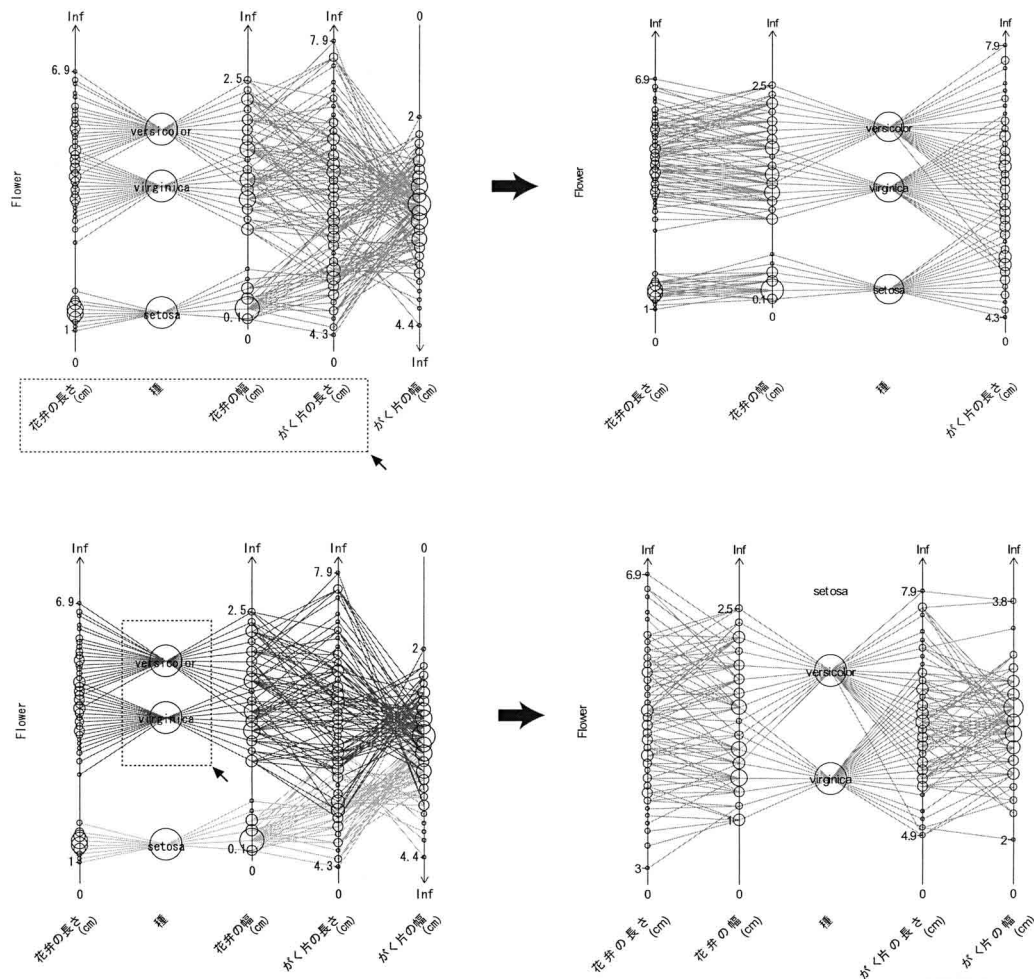 Inf
Inf
Inf
0
7.9
6.9
2.5
2
versicolor
virginica
Flower
setosa
1
0.1
4.3
4.4
0
0
0
Inf
花弁の長さ
(cm)
種
花弁の幅
(cm)
がく片の長さ
(cm)
がく片の幅
(cm)
Inf
Inf
Inf
7.9
6.9
2.5
versicolor
virginica
Flower
setosa
1
0.1
4.3
0
0
0
花弁の長さ
(cm)
花弁の幅
(cm)
種
がく片の長さ
(cm)
Inf
Inf
Inf
0
7.9
6.9
2.5
2
versicolor
virginica
Flower
setosa
1
0.1
4.3
4.4
0
0
0
Inf
花弁の長さ
(cm)
種
花弁の幅
(cm)
がく片の長さ
(cm)
がく片の幅
(cm)
Inf
Inf
Inf
Inf
6.9
2.5
setosa
7.9
3.8
versicolor
Flower
virginica
3
1
4.9
2
0
0
0
0
花弁の長さ
(cm)
花弁の幅
(cm)
種
がく片の長さ
(cm)
がく片の幅
(cm)